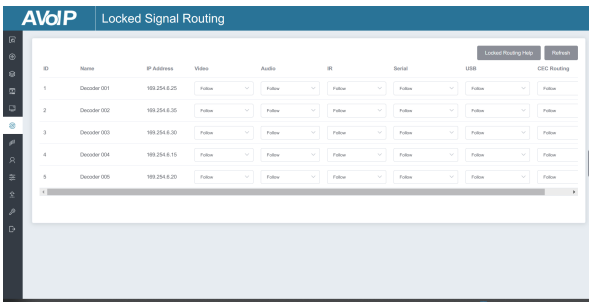 AVoIP Locked Signal Routing
Locked Routing Help Refresh
ID Name IP Address Video Audio IR Serial USB CEC Routing
1 Decoder 001 169.254.6.25 Follow Follow Follow Follow Follow Follow
2 Decoder 002 169.254.6.35 Follow Follow Follow Follow Follow Follow
3 Decoder 003 169.254.6.30 Follow Follow Follow Follow Follow Follow
4 Decoder 004 169.254.6.15 Follow Follow Follow Follow Follow Follow
5 Decoder 005 169.254.6.20 Follow Follow Follow Follow Follow Follow